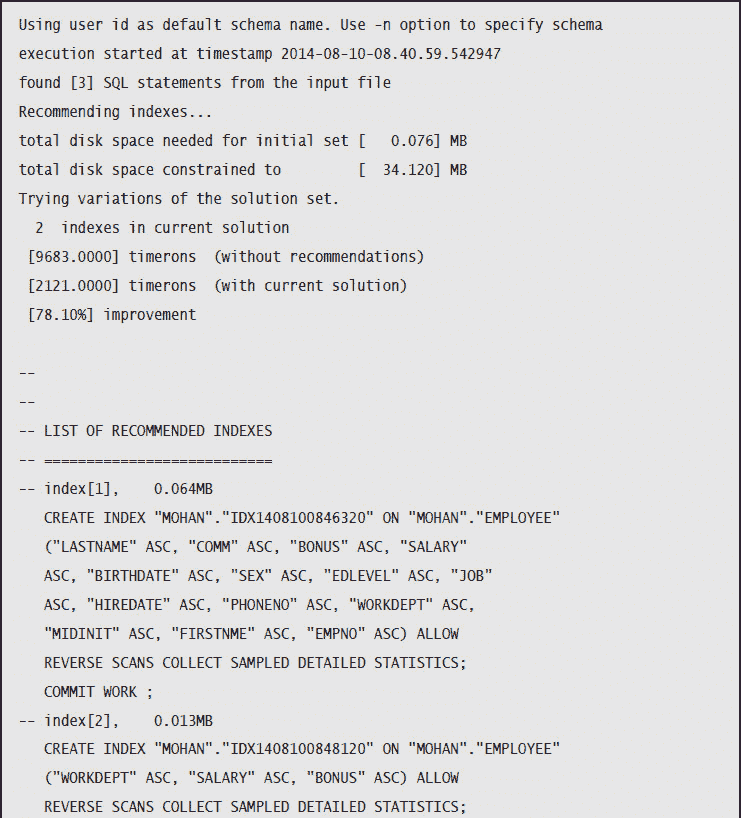 Using user id as default schema name. Use -n option to specify schema
execution started at timestamp 2014-08-10-08.40.59.542947
found [3] SQL statements from the input file
Recommending indexes...
total disk space needed for initial set [   0.076] MB
total disk space constrained to         [  34.120] MB
Trying variations of the solution set.
  2  indexes in current solution
 [9683.0000] timerons  (without recommendations)
 [2121.0000] timerons  (with current solution)
 [78.10%] improvement
--
--
-- LIST OF RECOMMENDED INDEXES
-- ===========================
-- index[1],    0.064MB
   CREATE INDEX "MOHAN"."IDX1408100846320" ON "MOHAN"."EMPLOYEE"
   ("LASTNAME" ASC, "COMM" ASC, "BONUS" ASC, "SALARY"
   ASC, "BIRTHDATE" ASC, "SEX" ASC, "EDLEVEL" ASC, "JOB"
   ASC, "HIREDATE" ASC, "PHONENO" ASC, "WORKDEPT" ASC,
   "MIDINIT" ASC, "FIRSTNME" ASC, "EMPNO" ASC) ALLOW
   REVERSE SCANS COLLECT SAMPLED DETAILED STATISTICS;
   COMMIT WORK ;
-- index[2],    0.013MB
   CREATE INDEX "MOHAN"."IDX1408100848120" ON "MOHAN"."EMPLOYEE"
   ("WORKDEPT" ASC, "SALARY" ASC, "BONUS" ASC) ALLOW
   REVERSE SCANS COLLECT SAMPLED DETAILED STATISTICS;